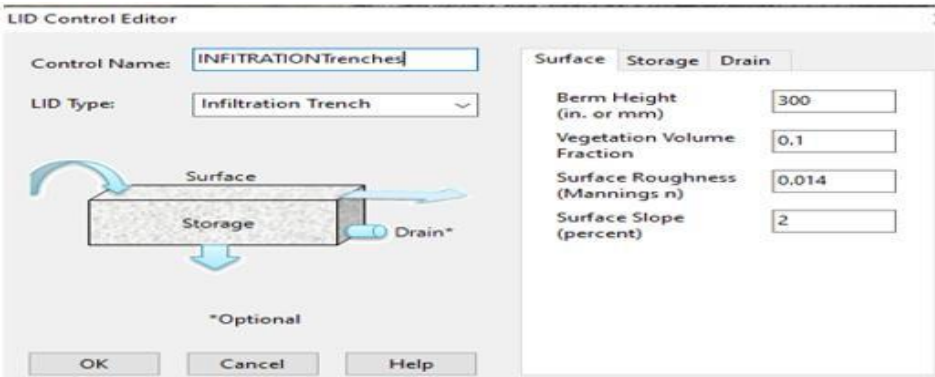 LID Control Editor
Control Name:
INFITRATIONTrenches
LID Type:
Infiltration Trench
Surface
Storage
Drain*
*Optional
OK
Cancel
Help
Surface Storage Drain
Berm Height
(in. or mm)
300
Vegetation Volume
Fraction
0.1
Surface Roughness
(Mannings n)
0.014
Surface Slope
(percent)
2